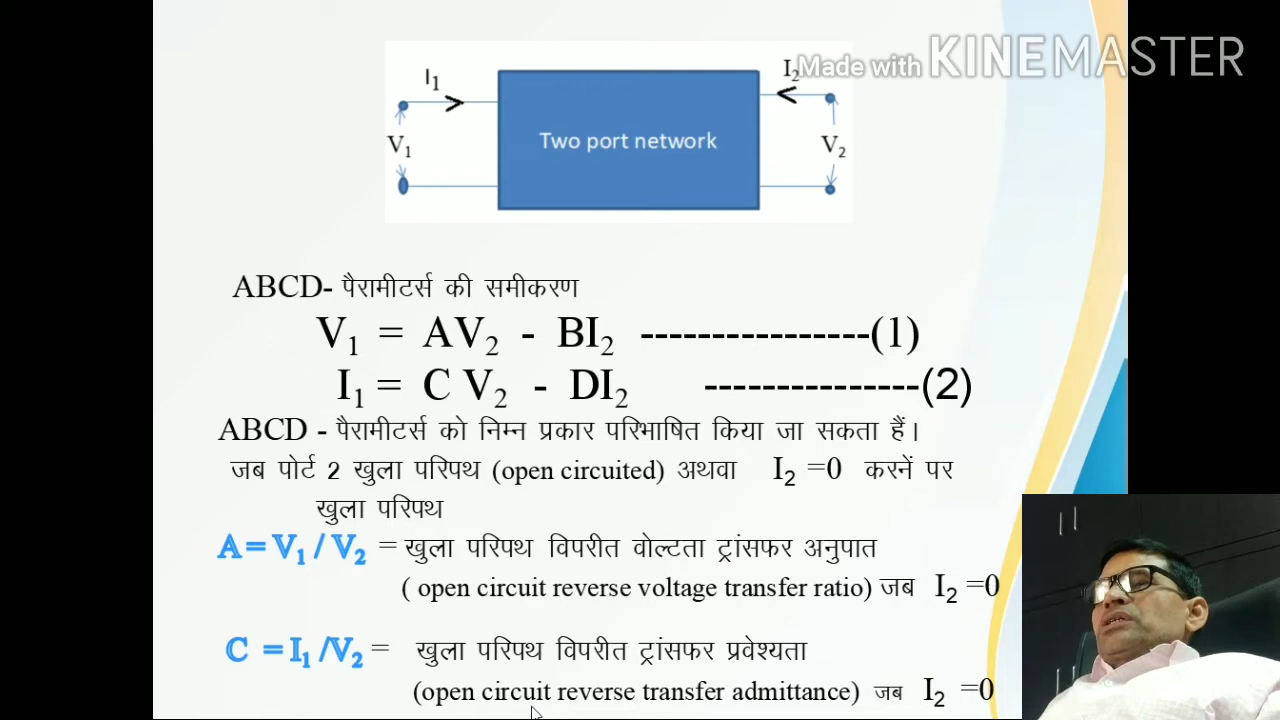 Made with KINEMASTER
I₁
I₂
V₁
Two port network
V₂
ABCD- पैरामीटर्स की समीकरण
V₁ = AV₂ - BI₂ ----------------(1)
I₁ = C V₂ - DI₂ ---------------(2)
ABCD - पैरामीटर्स को निम्न प्रकार परिभाषित किया जा सकता हैं।
जब पोर्ट 2 खुला परिपथ (open circuited) अथवा I₂ =0 करनें पर
खुला परिपथ
A = V₁ / V₂ = खुला परिपथ विपरीत वोल्टता ट्रांसफर अनुपात
( open circuit reverse voltage transfer ratio) जब I₂ =0
C = I₁ /V₂ = खुला परिपथ विपरीत ट्रांसफर प्रवेश्यता
(open circuit reverse transfer admittance) जब I₂ =0